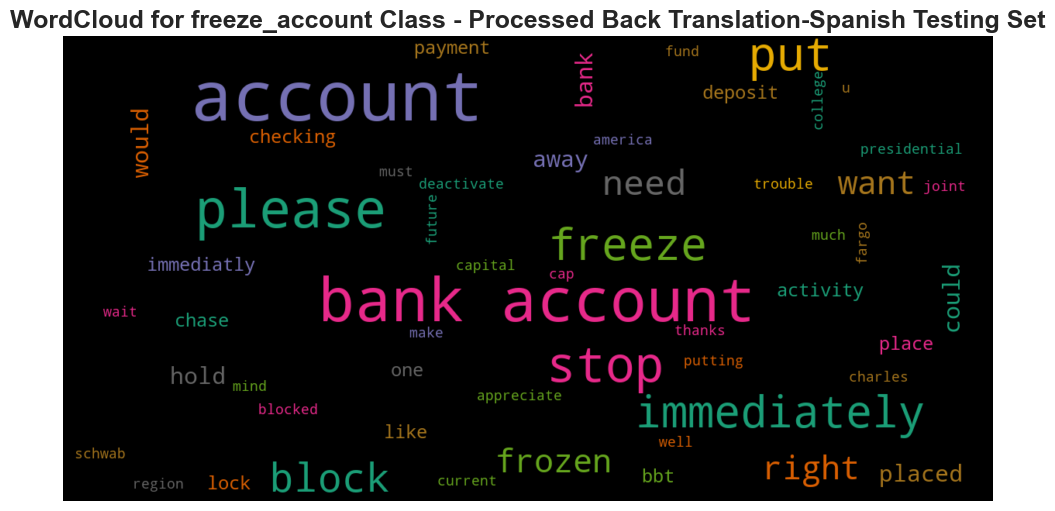 WordCloud for freeze_account Class - Processed Back Translation-Spanish Testing Set
payment
fund
put
account
bank
deposit
college
u
would
checking
america
presidential
away
must
deactivate
need
trouble
want
joint
please
future
freeze
much
fargo
immediatly
capital
cap
activity
could
bank account
wait
chase
make
thanks
place
hold
mind
one
stop
putting
charles
blocked
appreciate
immediately
like
well
schwab
frozen
right
placed
region
lock
block
current
bbt